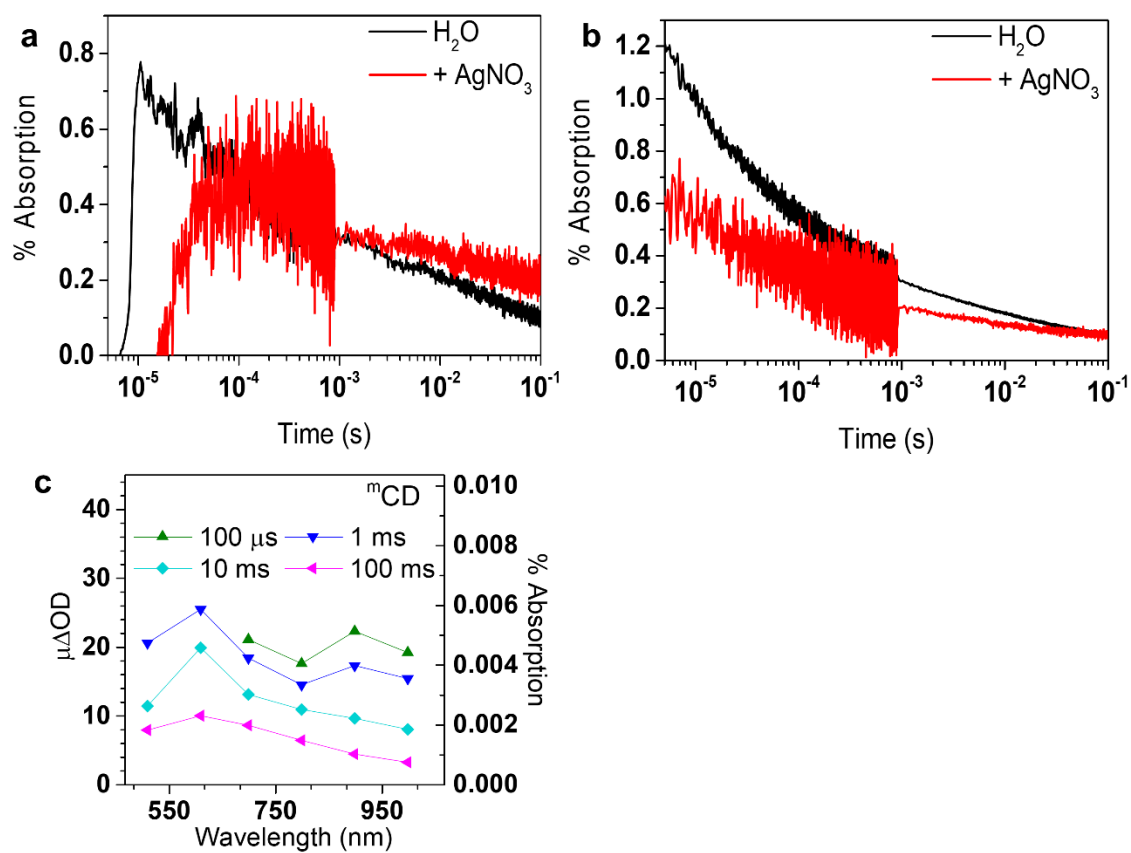 a
H₂O
+ AgNO₃
0.8
0.6
0.4
0.2
0.0
% Absorption
10⁻⁵ 10⁻⁴ 10⁻³ 10⁻² 10⁻¹
Time (s)
b
H₂O
+ AgNO₃
1.2
1.0
0.8
0.6
0.4
0.2
0.0
% Absorption
10⁻⁵ 10⁻⁴ 10⁻³ 10⁻² 10⁻¹
Time (s)
c
ᵐCD
100 μs 1 ms
10 ms 100 ms
40
30
20
10
0
μΔOD
0.010
0.008
0.006
0.004
0.002
0.000
% Absorption
550 750 950
Wavelength (nm)